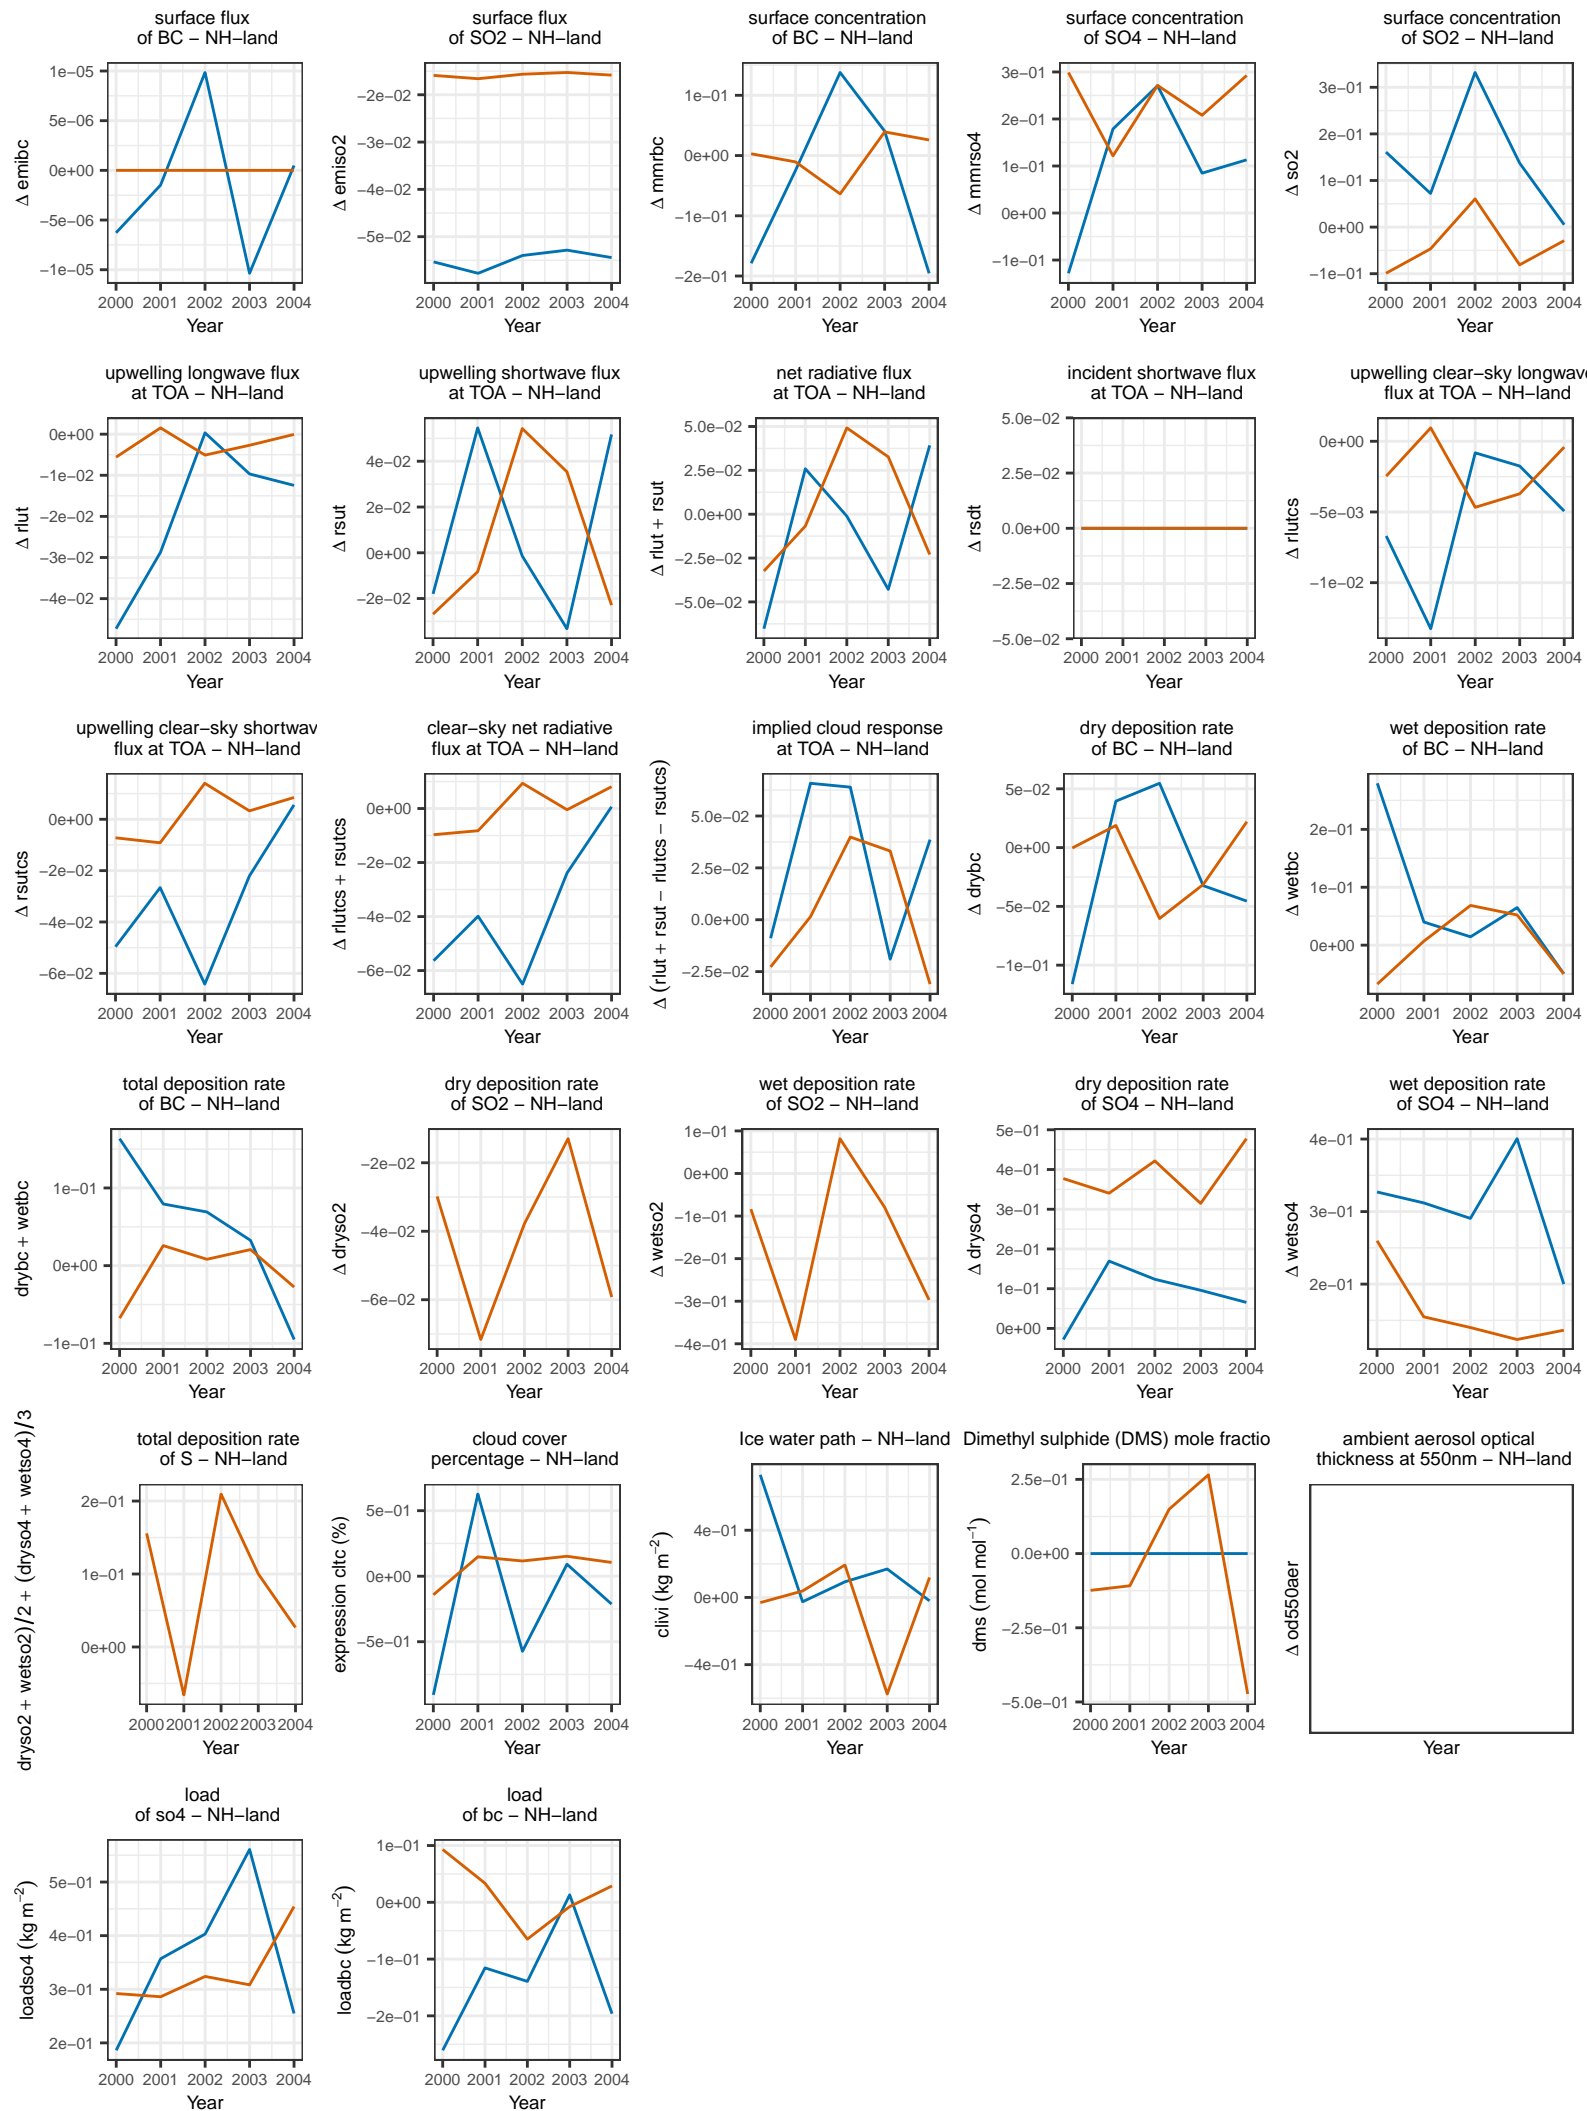 surface flux
of BC − NH−land
Δ emibc
1e−05
5e−06
0e+00
−5e−06
−1e−05
2000 2001 2002 2003 2004
Year
surface flux
of SO2 − NH−land
Δ emiso2
−2e−02
−3e−02
−4e−02
−5e−02
2000 2001 2002 2003 2004
Year
surface concentration
of BC − NH−land
Δ mmrbc
1e−01
0e+00
−1e−01
−2e−01
2000 2001 2002 2003 2004
Year
surface concentration
of SO4 − NH−land
Δ mmrso4
3e−01
2e−01
1e−01
0e+00
−1e−01
2000 2001 2002 2003 2004
Year
surface concentration
of SO2 − NH−land
Δ so2
3e−01
2e−01
1e−01
0e+00
−1e−01
2000 2001 2002 2003 2004
Year
upwelling longwave flux
at TOA − NH−land
Δ rlut
0e+00
−1e−02
−2e−02
−3e−02
−4e−02
2000 2001 2002 2003 2004
Year
upwelling shortwave flux
at TOA − NH−land
Δ rsut
4e−02
2e−02
0e+00
−2e−02
2000 2001 2002 2003 2004
Year
net radiative flux
at TOA − NH−land
Δ rlut + rsut
5.0e−02
2.5e−02
0.0e+00
−2.5e−02
−5.0e−02
2000 2001 2002 2003 2004
Year
incident shortwave flux
at TOA − NH−land
Δ rsdt
5.0e−02
2.5e−02
0.0e+00
−2.5e−02
−5.0e−02
2000 2001 2002 2003 2004
Year
upwelling clear−sky longwave
flux at TOA − NH−land
Δ rlutcs
0e+00
−5e−03
−1e−02
2000 2001 2002 2003 2004
Year
upwelling clear−sky shortwav
flux at TOA − NH−land
Δ rsutcs
0e+00
−2e−02
−4e−02
−6e−02
2000 2001 2002 2003 2004
Year
clear−sky net radiative
flux at TOA − NH−land
Δ rlutcs + rsutcs
0e+00
−2e−02
−4e−02
−6e−02
2000 2001 2002 2003 2004
Year
implied cloud response
at TOA − NH−land
Δ (rlut + rsut − rlutcs − rsutcs)
5.0e−02
2.5e−02
0.0e+00
−2.5e−02
2000 2001 2002 2003 2004
Year
dry deposition rate
of BC − NH−land
Δ drybc
5e−02
0e+00
−5e−02
−1e−01
2000 2001 2002 2003 2004
Year
wet deposition rate
of BC − NH−land
Δ wetbc
2e−01
1e−01
0e+00
2000 2001 2002 2003 2004
Year
total deposition rate
of BC − NH−land
drybc + wetbc
1e−01
0e+00
−1e−01
2000 2001 2002 2003 2004
Year
dry deposition rate
of SO2 − NH−land
Δ dryso2
−2e−02
−4e−02
−6e−02
2000 2001 2002 2003 2004
Year
wet deposition rate
of SO2 − NH−land
Δ wetso2
1e−01
0e+00
−1e−01
−2e−01
−3e−01
−4e−01
2000 2001 2002 2003 2004
Year
dry deposition rate
of SO4 − NH−land
Δ dryso4
5e−01
4e−01
3e−01
2e−01
1e−01
0e+00
2000 2001 2002 2003 2004
Year
wet deposition rate
of SO4 − NH−land
Δ wetso4
4e−01
3e−01
2e−01
2000 2001 2002 2003 2004
Year
total deposition rate
of S − NH−land
dryso2 + wetso2)/2 + (dryso4 + wetso4)/3
2e−01
1e−01
0e+00
2000 2001 2002 2003 2004
Year
cloud cover
percentage − NH−land
expression cltc (%)
5e−01
0e+00
−5e−01
2000 2001 2002 2003 2004
Year
Ice water path − NH−land
clivi (kg m⁻²)
4e−01
0e+00
−4e−01
2000 2001 2002 2003 2004
Year
Dimethyl sulphide (DMS) mole fractio
dms (mol mol⁻¹)
2.5e−01
0.0e+00
−2.5e−01
−5.0e−01
2000 2001 2002 2003 2004
Year
ambient aerosol optical
thickness at 550nm − NH−land
Δ od550aer
Year
load
of so4 − NH−land
loadso4 (kg m⁻²)
5e−01
4e−01
3e−01
2e−01
2000 2001 2002 2003 2004
Year
load
of bc − NH−land
loadbc (kg m⁻²)
1e−01
0e+00
−1e−01
−2e−01
2000 2001 2002 2003 2004
Year